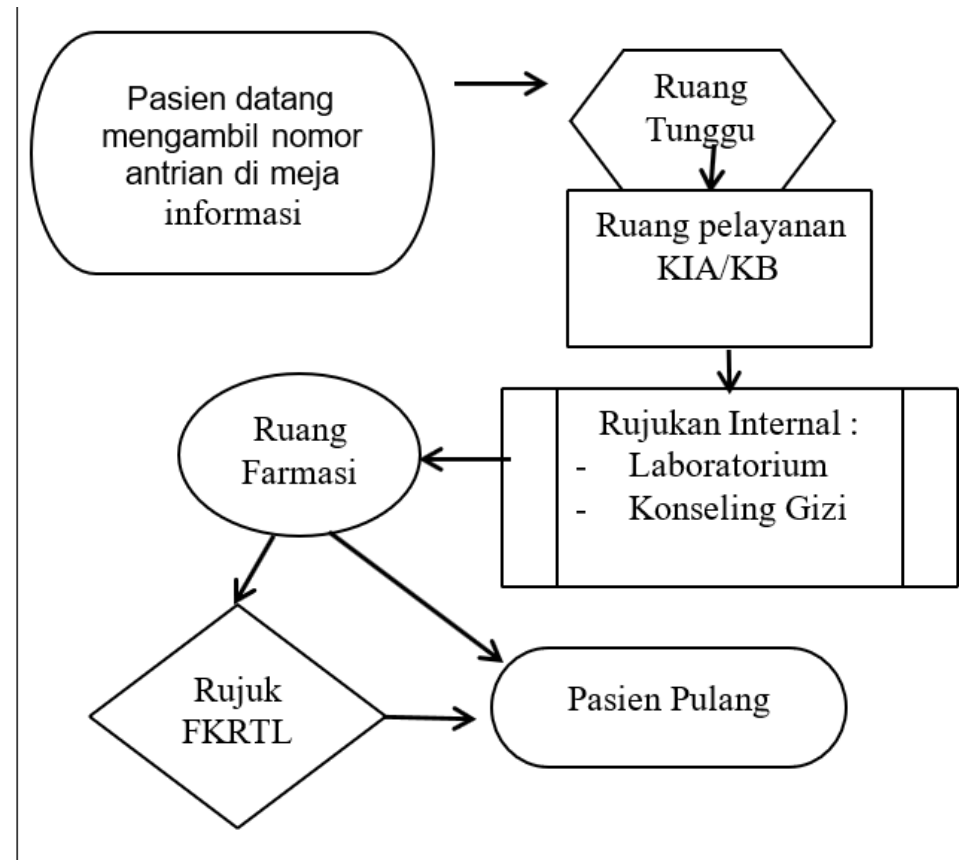 Pasien datang
mengambil nomor
antrian di meja
informasi
Ruang
Tunggu
Ruang pelayanan
KIA/KB
Rujukan Internal :
- Laboratorium
- Konseling Gizi
Ruang
Farmasi
Rujuk
FKRTL
Pasien Pulang